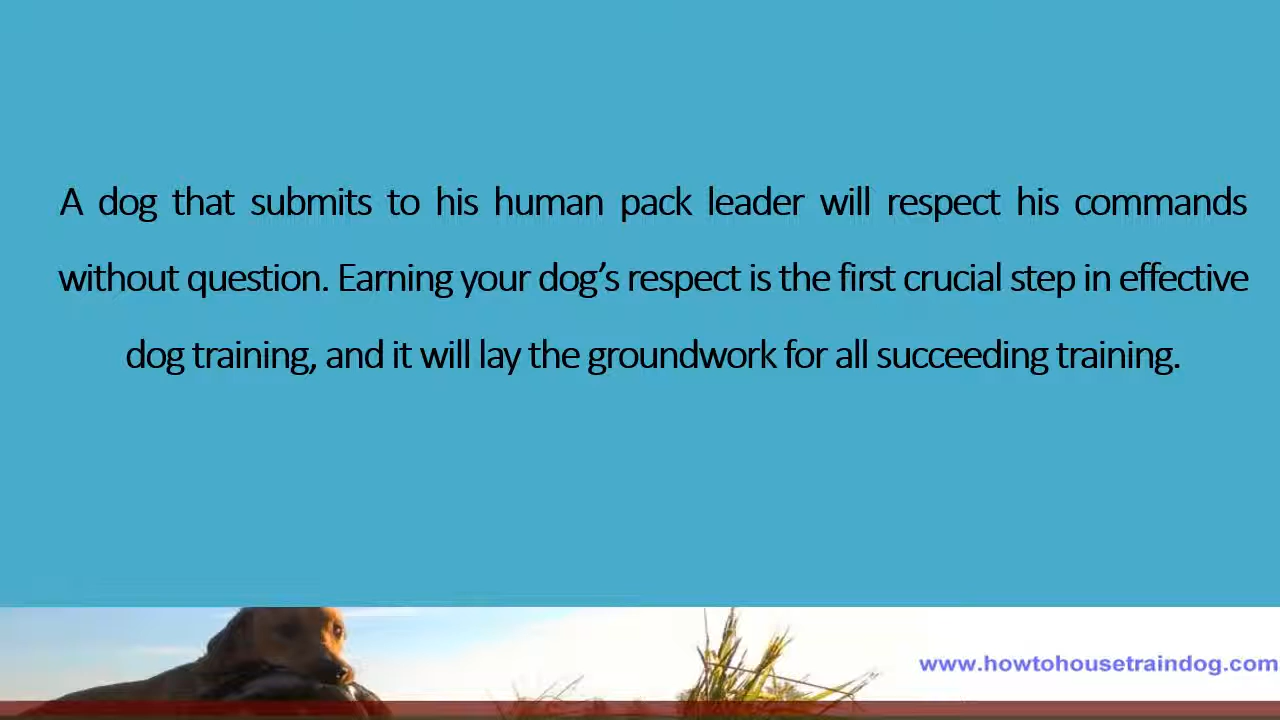 A dog that submits to his human pack leader will respect his commands
without question. Earning your dog’s respect is the first crucial step in effective
dog training, and it will lay the groundwork for all succeeding training.
www.howtohousetraindog.com